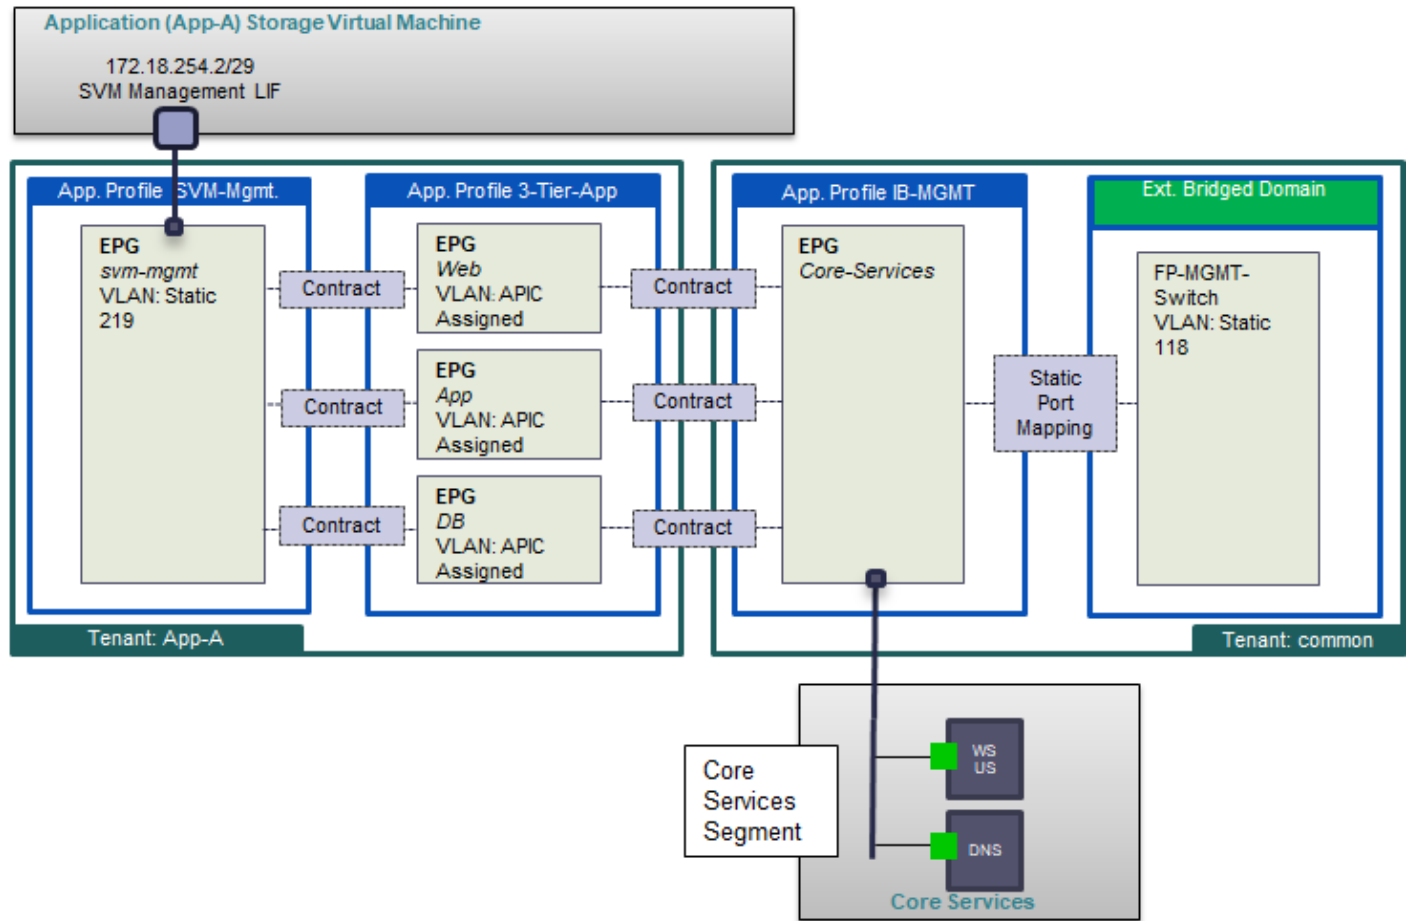 Application (App-A) Storage Virtual Machine
172.18.254.2/29
SVM Management LIF
App. Profile SVM-Mgmt.
App. Profile 3-Tier-App
App. Profile IB-MGMT
Ext. Bridged Domain
EPG
svm-mgmt
VLAN: Static
219
Contract
Contract
Contract
EPG
Web
VLAN: APIC
Assigned
EPG
App
VLAN: APIC
Assigned
EPG
DB
VLAN: APIC
Assigned
Contract
Contract
Contract
EPG
Core-Services
Static
Port
Mapping
FP-MGMT-
Switch
VLAN: Static
118
Tenant: App-A
Tenant: common
Core
Services
Segment
WS
US
DNS
Core Services